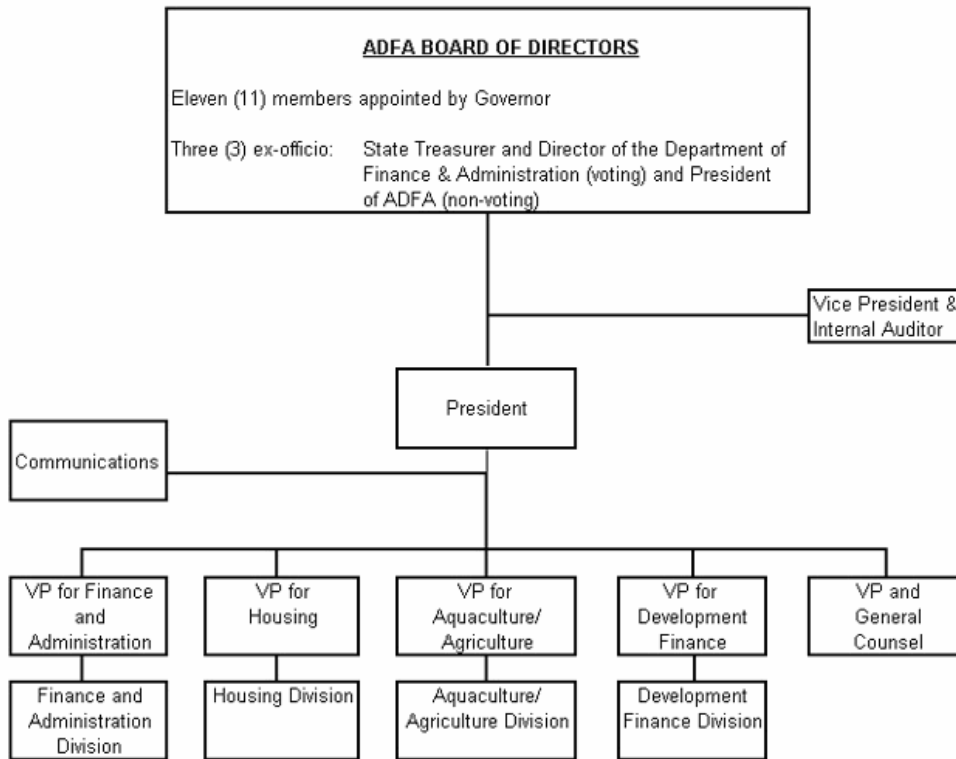 ADFA BOARD OF DIRECTORS
Eleven (11) members appointed by Governor
Three (3) ex-officio: State Treasurer and Director of the Department of
Finance & Administration (voting) and President
of ADFA (non-voting)
Vice President &
Internal Auditor
President
Communications
VP for Finance
and
Administration
VP for
Housing
VP for
Aquaculture/
Agriculture
VP for
Development
Finance
VP and
General
Counsel
Finance and
Administration
Division
Housing Division
Aquaculture/
Agriculture Division
Development
Finance Division